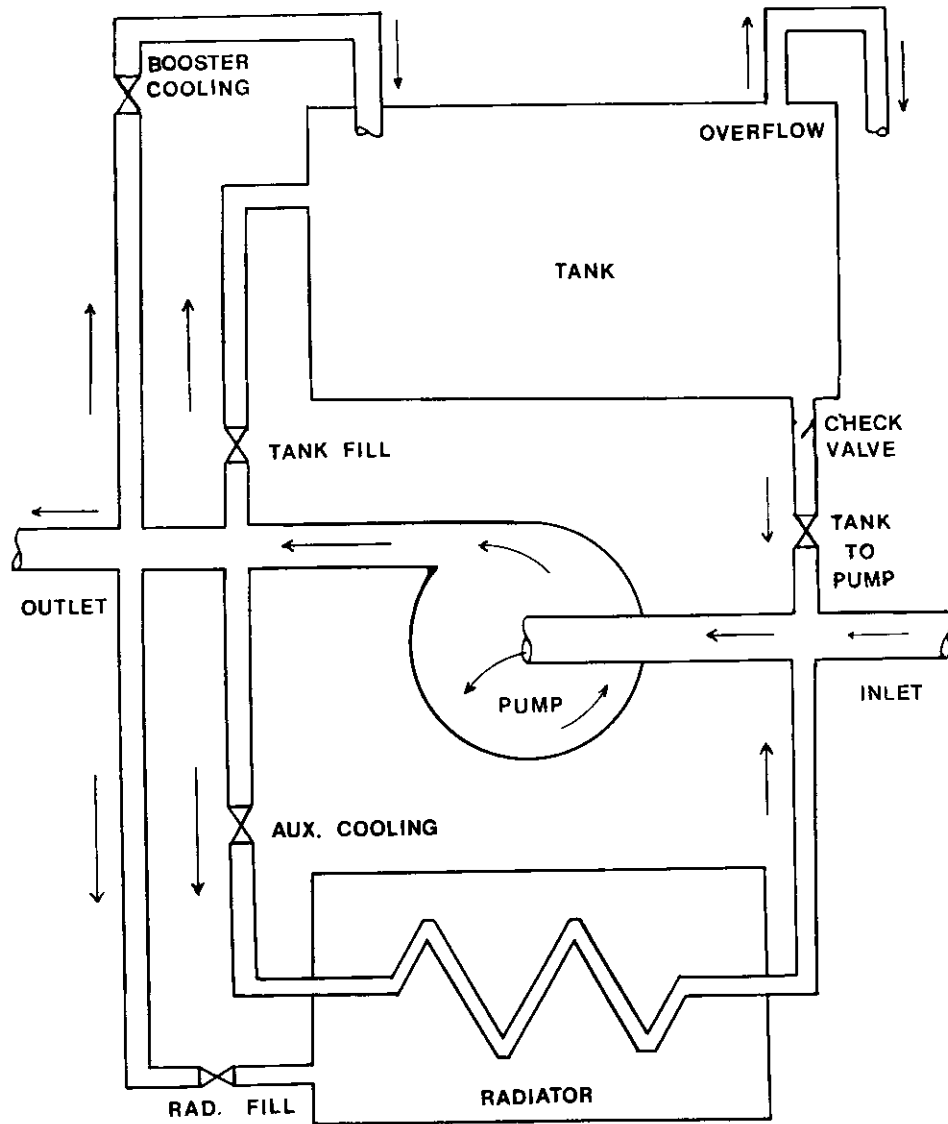 BOOSTER
COOLING
OVERFLOW
TANK
CHECK
VALVE
TANK FILL
TANK
TO
PUMP
OUTLET
PUMP
INLET
AUX. COOLING
RADIATOR
RAD. FILL